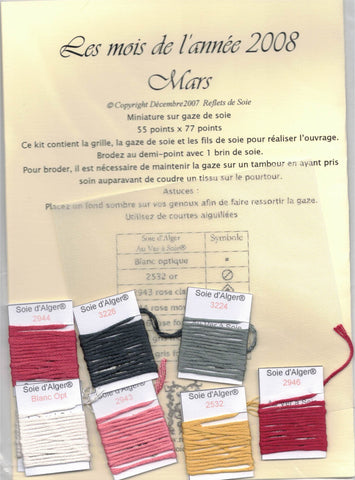 Les mois de l'année 2008
Mars
© Copyright Décembre2007 Reflets de Soie
Miniature sur gaze de soie
55 points x 77 points
Ce kit contient la grille, la gaze de soie et les fils de soie pour réaliser l'ouvrage.
Brodez au demi-point avec 1 brin de soie.
Pour broder, il est nécessaire de maintenir la gaze sur un tambour en ayant pris
soin auparavant de coudre un tissu sur le pourtour.
Astuces :
Placez un fond sombre sur vos genoux afin de faire ressortir la gaze.
Utilisez de courtes aiguillées
Soie d'Alger Symbole
Au Ver à Soie®
Blanc optique
2532 or
2943 rose
Soie d'Alger®
2944
Soie d'Alger®
3226
Soie d'Alger®
3224
Soie d'Alger®
Blanc Opt
Soie d'Alger®
2943
Soie d'Alger®
2532
Soie d'Alger®
2946